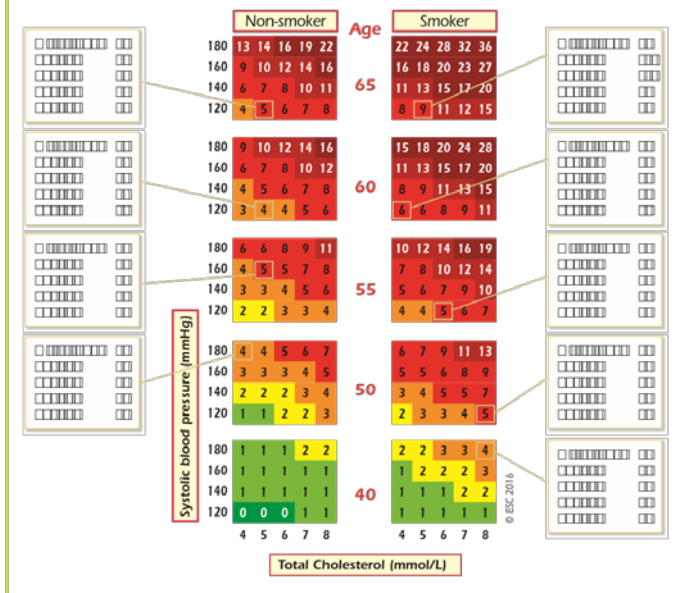 Non-smoker Age Smoker
180 13 14 16 19 22 22 24 28 32 36
160 9 10 12 14 16 16 18 20 23 27
65
140 6 7 8 10 11 11 13 15 17 20
120 4 5 6 7 8 8 9 11 12 15
180 9 10 12 14 16 15 18 20 24 28
160 6 7 8 10 12 11 13 15 17 20
60
140 4 5 6 7 8 8 9 11 13 15
120 3 4 4 5 6 6 6 8 9 11
180 6 6 8 9 11 10 12 14 16 19
160 4 5 5 7 8 7 8 10 12 14
55
140 3 3 4 5 6 5 6 7 9 10
120 2 2 3 3 4 4 4 5 6 7
180 4 4 5 6 7 6 7 9 11 13
160 3 3 3 4 5 5 5 6 8 9
50
140 2 2 2 3 4 3 4 5 5 7
120 1 1 2 2 3 2 3 3 4 5
180 1 1 1 2 2 2 2 3 3 4
160 1 1 1 1 1 1 2 2 2 3
40
140 1 1 1 1 1 1 1 1 2 2
120 0 0 0 1 1 1 1 1 1 1
4 5 6 7 8 4 5 6 7 8
Systolic blood pressure (mmHg)
© ESC 2016
Total Cholesterol (mmol/L)